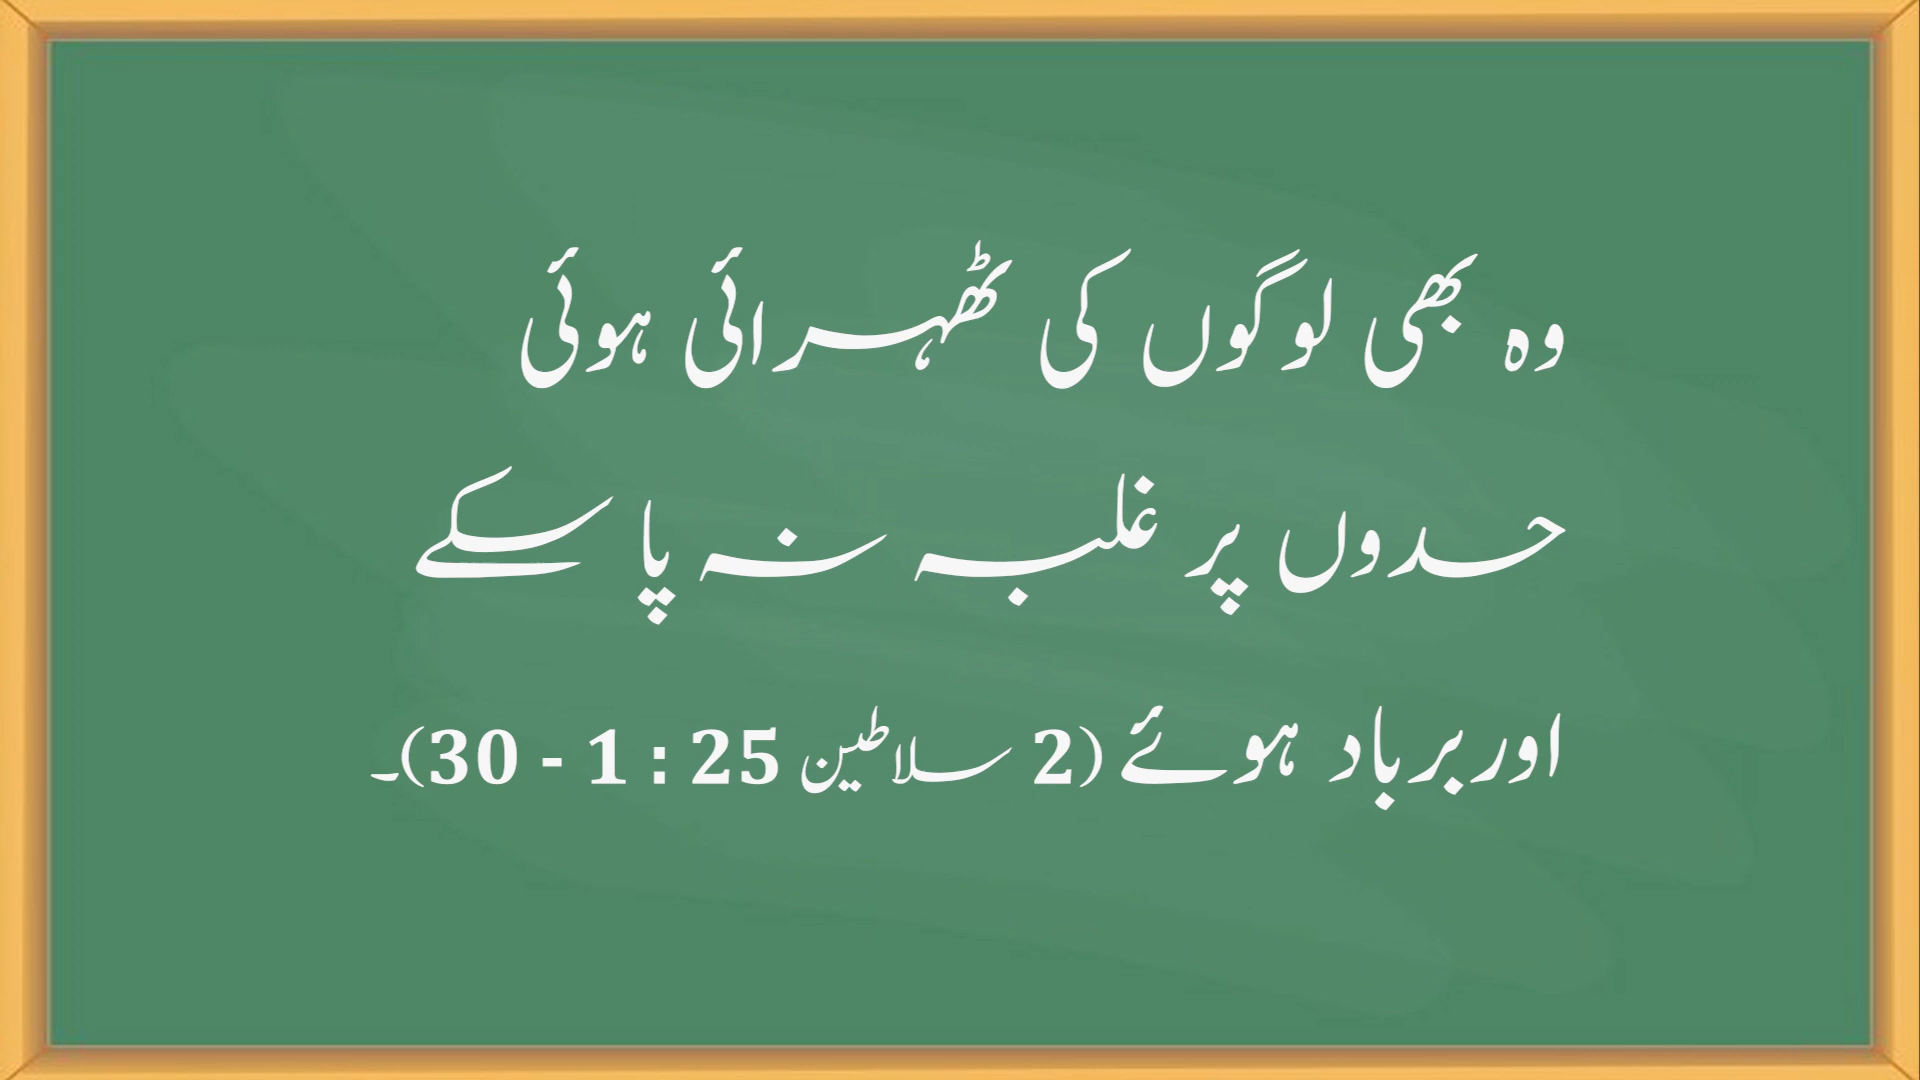 وہ بھی لوگوں کی ٹھہرائی ہوئی
حدوں پر غلبہ نہ پا سکے
اور برباد ہوئے (2 سلاطین 25 : 1 - 30)۔